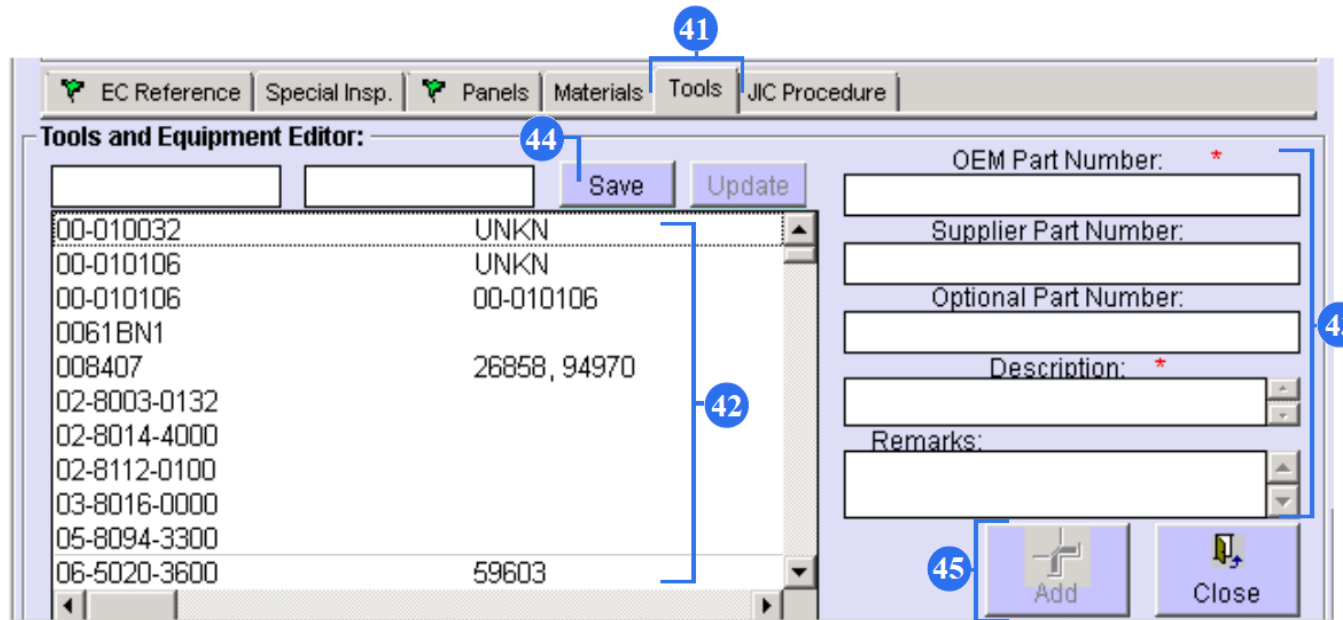 41
EC Reference Special Insp. Panels Materials Tools JIC Procedure
Tools and Equipment Editor:
44
Save Update
00-010032 UNKN
00-010106 UNKN
00-010106 00-010106
0061BN1
008407 26858, 94970
02-8003-0132
02-8014-4000
02-8112-0100
03-8016-0000
05-8094-3300
06-5020-3600 59603
42
OEM Part Number: *
Supplier Part Number:
Optional Part Number:
Description: *
Remarks:
45
Add Close